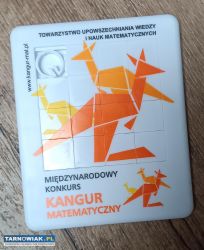 TOWARZYSTWO UPOWSZECHNIANIA WIEDZY
I NAUK MATEMATYCZNYCH
www.kangur-mat.pl
MIĘDZYNARODOWY
KONKURS
KANGUR
MATEMATYCZNY
TARNOWIAK.PL